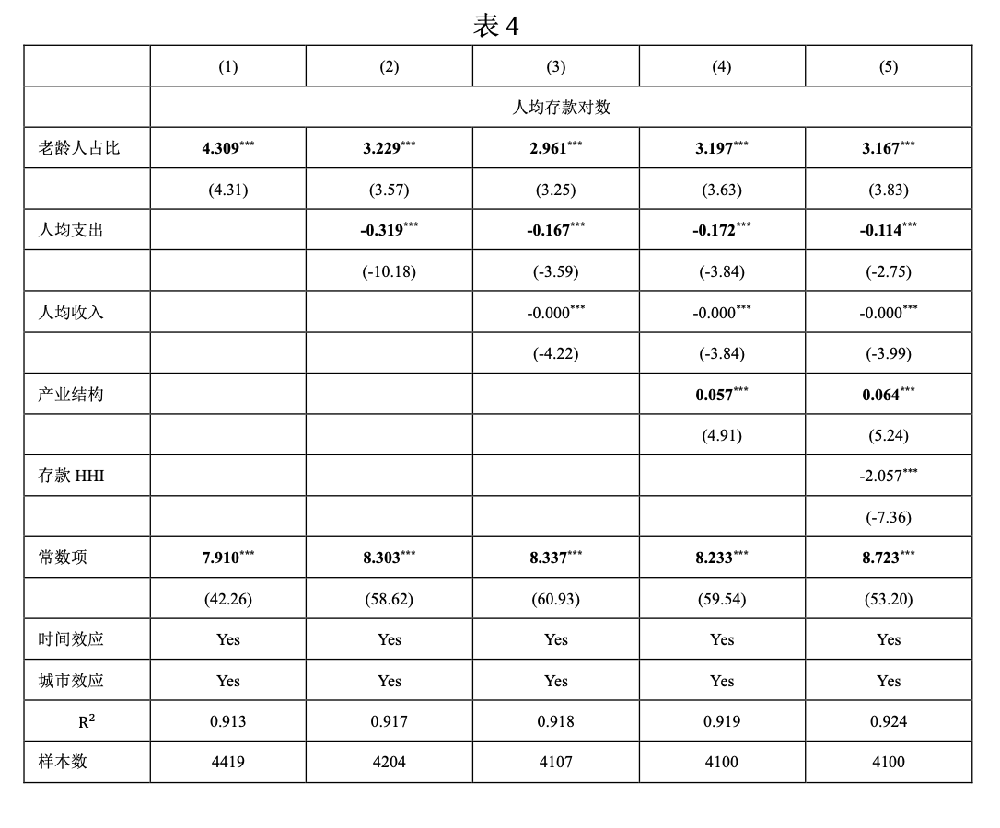 表 4
(1) (2) (3) (4) (5)
人均存款对数
老龄人占比 4.309*** 3.229*** 2.961*** 3.197*** 3.167***
(4.31) (3.57) (3.25) (3.63) (3.83)
人均支出 -0.319*** -0.167*** -0.172*** -0.114***
(-10.18) (-3.59) (-3.84) (-2.75)
人均收入 -0.000*** -0.000*** -0.000***
(-4.22) (-3.84) (-3.99)
产业结构 0.057*** 0.064***
(4.91) (5.24)
存款 HHI -2.057***
(-7.36)
常数项 7.910*** 8.303*** 8.337*** 8.233*** 8.723***
(42.26) (58.62) (60.93) (59.54) (53.20)
时间效应 Yes Yes Yes Yes Yes
城市效应 Yes Yes Yes Yes Yes
R² 0.913 0.917 0.918 0.919 0.924
样本数 4419 4204 4107 4100 4100